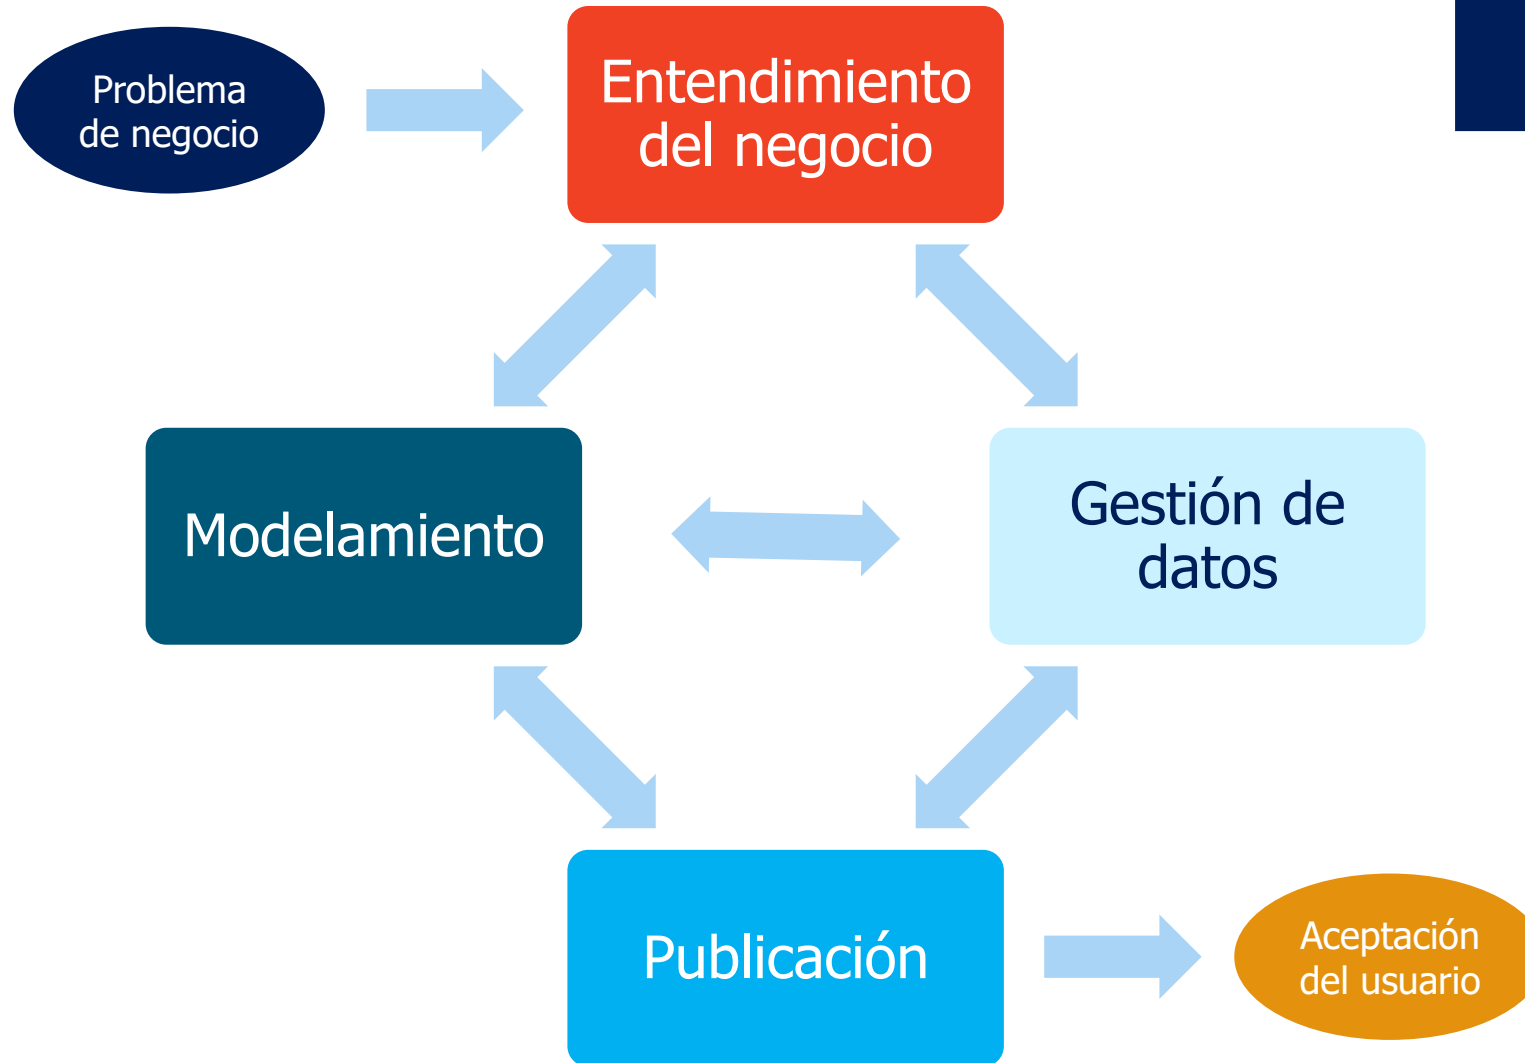 Problema
de negocio
Entendimiento
del negocio
Modelamiento
Gestión de
datos
Publicación
Aceptación
del usuario